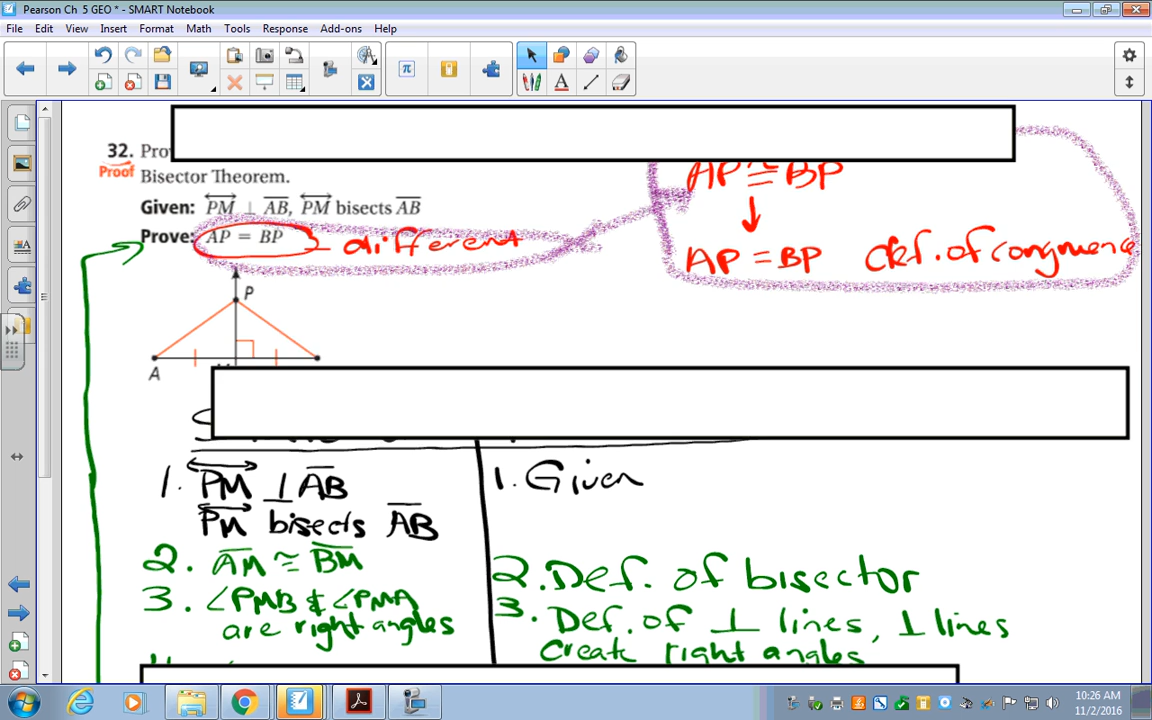 Pearson Ch 5 GEO * - SMART Notebook
File Edit View Insert Format Math Tools Response Add-ons Help
32. Pro
Proof Bisector Theorem.
Given: PM ⊥ AB, PM bisects AB
Prove: AP = BP - different
AP ≅ BP
↓
AP = BP def. of congruence
P
A
1. PM ⊥ AB 1. Given
PM bisects AB
2. AM ≅ BM 2. Def. of bisector
3. ∠PMB & ∠PMA 3. Def. of ⊥ lines, ⊥ lines
are right angles create right angles
10:26 AM
11/2/2016